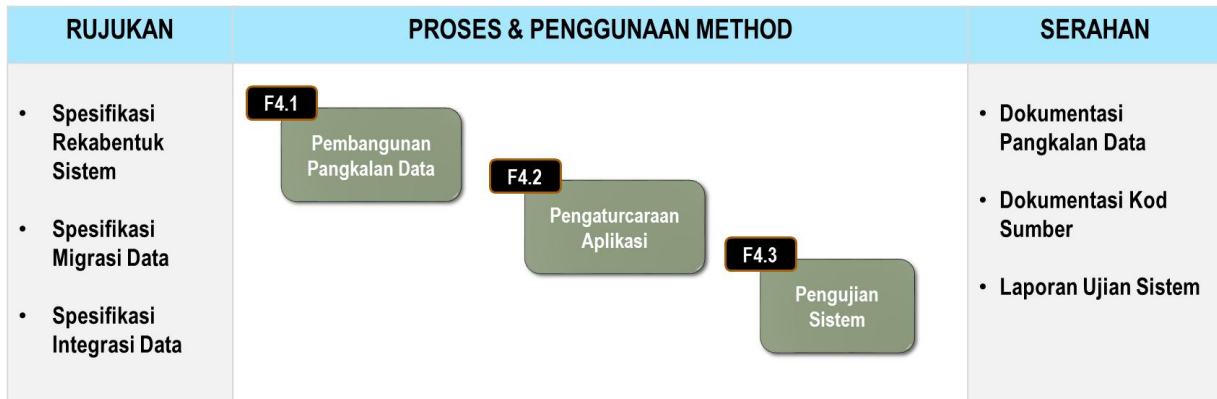 RUJUKAN
PROSES & PENGGUNAAN METHOD
SERAHAN
• Spesifikasi
Rekabentuk
Sistem
• Spesifikasi
Migrasi Data
• Spesifikasi
Integrasi Data
F4.1
Pembangunan
Pangkalan Data
F4.2
Pengaturcaraan
Aplikasi
F4.3
Pengujian
Sistem
• Dokumentasi
Pangkalan Data
• Dokumentasi Kod
Sumber
• Laporan Ujian Sistem